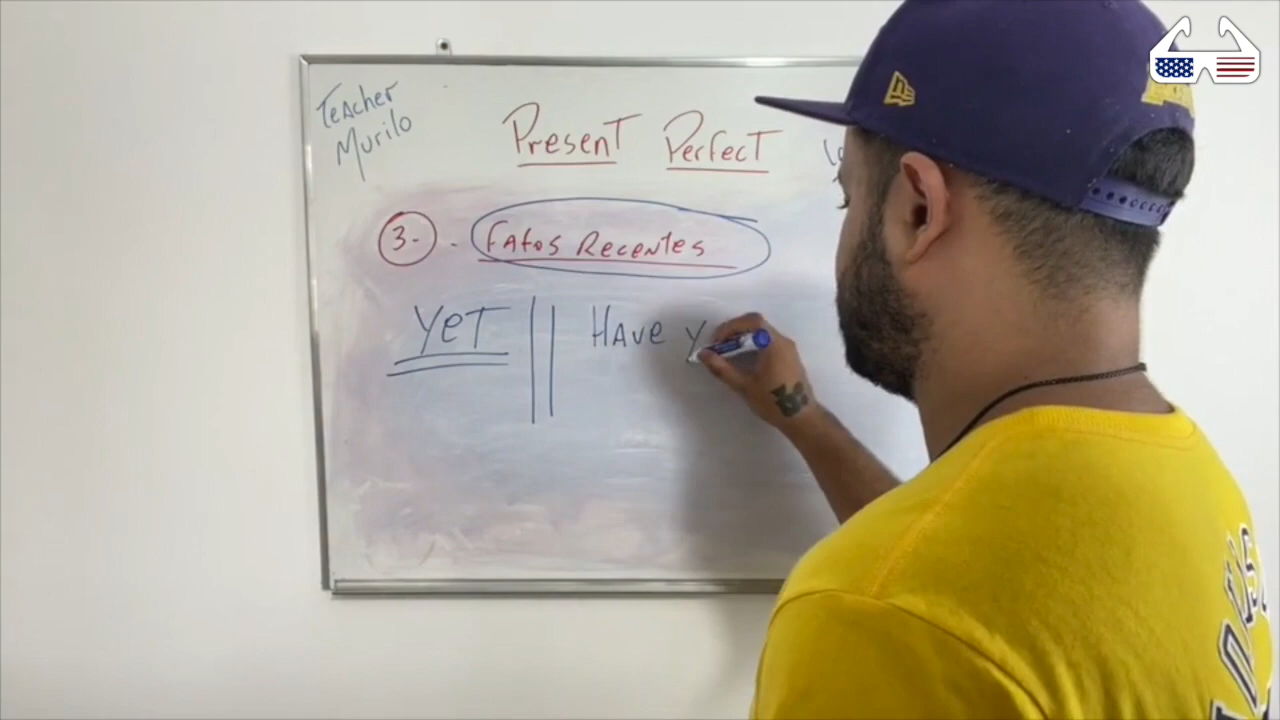 Teacher
Murilo
Present Perfect
3- . Fatos Recentes
Yet || Have y